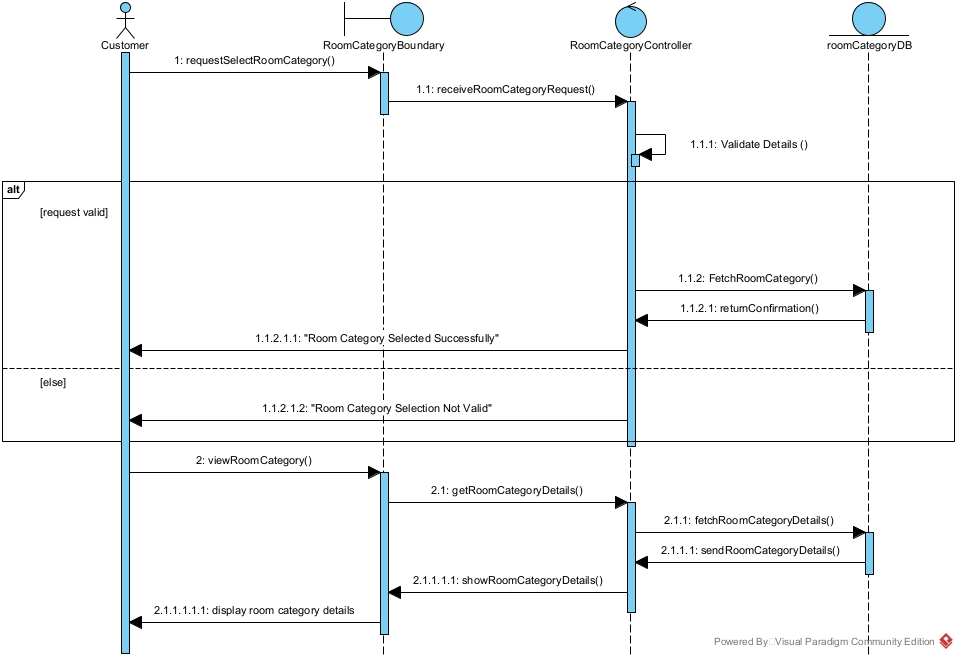 Customer
RoomCategoryBoundary
RoomCategoryController
roomCategoryDB
1: requestSelectRoomCategory()
1.1: receiveRoomCategoryRequest()
1.1.1: Validate Details ()
alt
[request valid]
1.1.2: FetchRoomCategory()
1.1.2.1: returnConfirmation()
1.1.2.1.1: "Room Category Selected Successfully"
[else]
1.1.2.1.2: "Room Category Selection Not Valid"
2: viewRoomCategory()
2.1: getRoomCategoryDetails()
2.1.1: fetchRoomCategoryDetails()
2.1.1.1: sendRoomCategoryDetails()
2.1.1.1.1: showRoomCategoryDetails()
2.1.1.1.1.1: display room category details
Powered By Visual Paradigm Community Edition